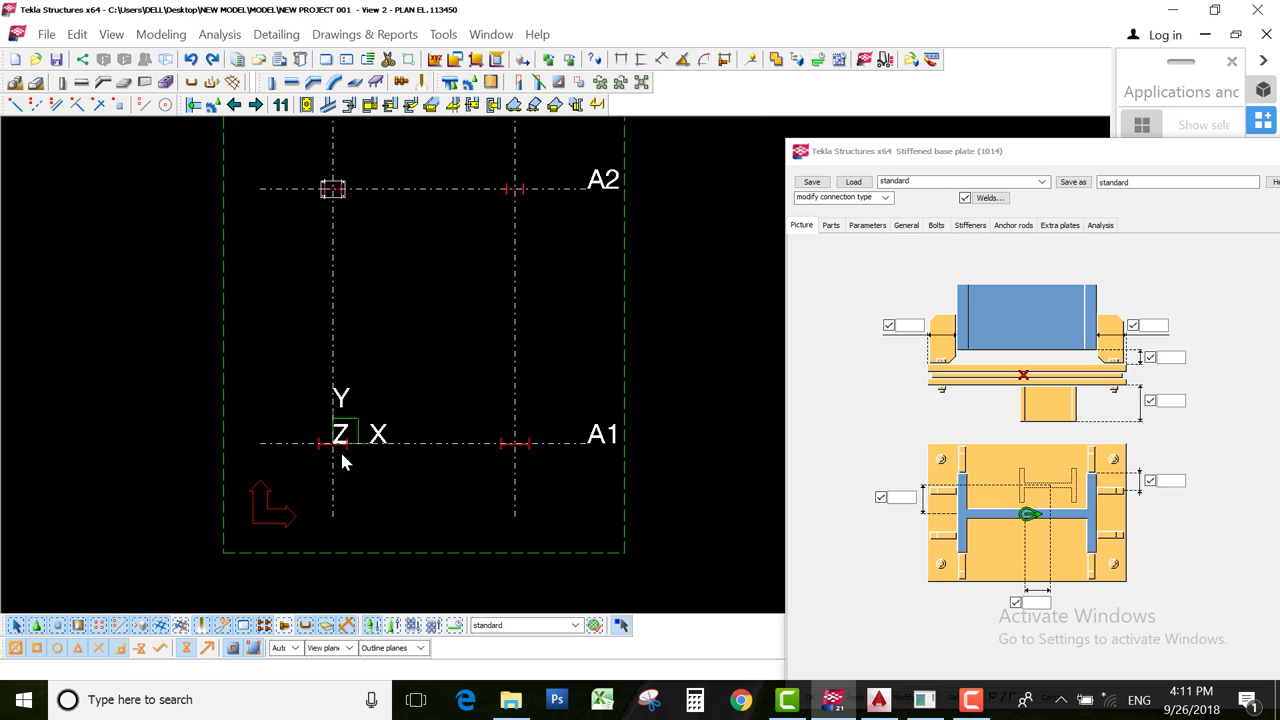 Tekla Structures x64 - C:\Users\DELL\Desktop\NEW MODEL\MODEL\NEW PROJECT 001 - View 2 - PLAN EL.113450
File Edit View Modeling Analysis Detailing Drawings & Reports Tools Window Help
Log in
Applications and
Show sele
Tekla Structures x64 Stiffened base plate (1014)
Save Load standard Save as standard He
modify connection type Welds...
Picture Parts Parameters General Bolts Stiffeners Anchor rods Extra plates Analysis
A2
Y
Z X A1
standard
Auto View plane Outline planes
Activate Windows
Go to Settings to activate Windows.
Type here to search
ENG
4:11 PM
9/26/2018
21
1